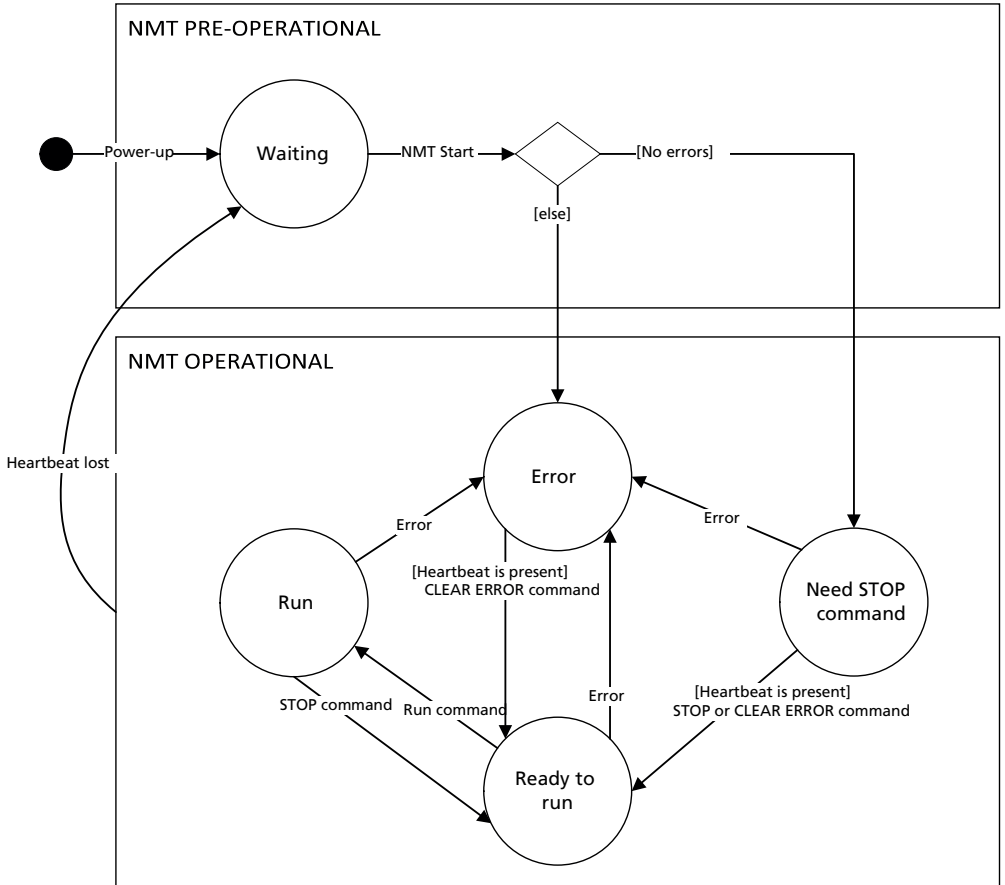 NMT PRE-OPERATIONAL
Power-up
Waiting
NMT Start
[No errors]
[else]
NMT OPERATIONAL
Heartbeat lost
Error
Error
Error
[Heartbeat is present]
CLEAR ERROR command
Run
Need STOP
command
STOP command
Run command
Error
[Heartbeat is present]
STOP or CLEAR ERROR command
Ready to
run